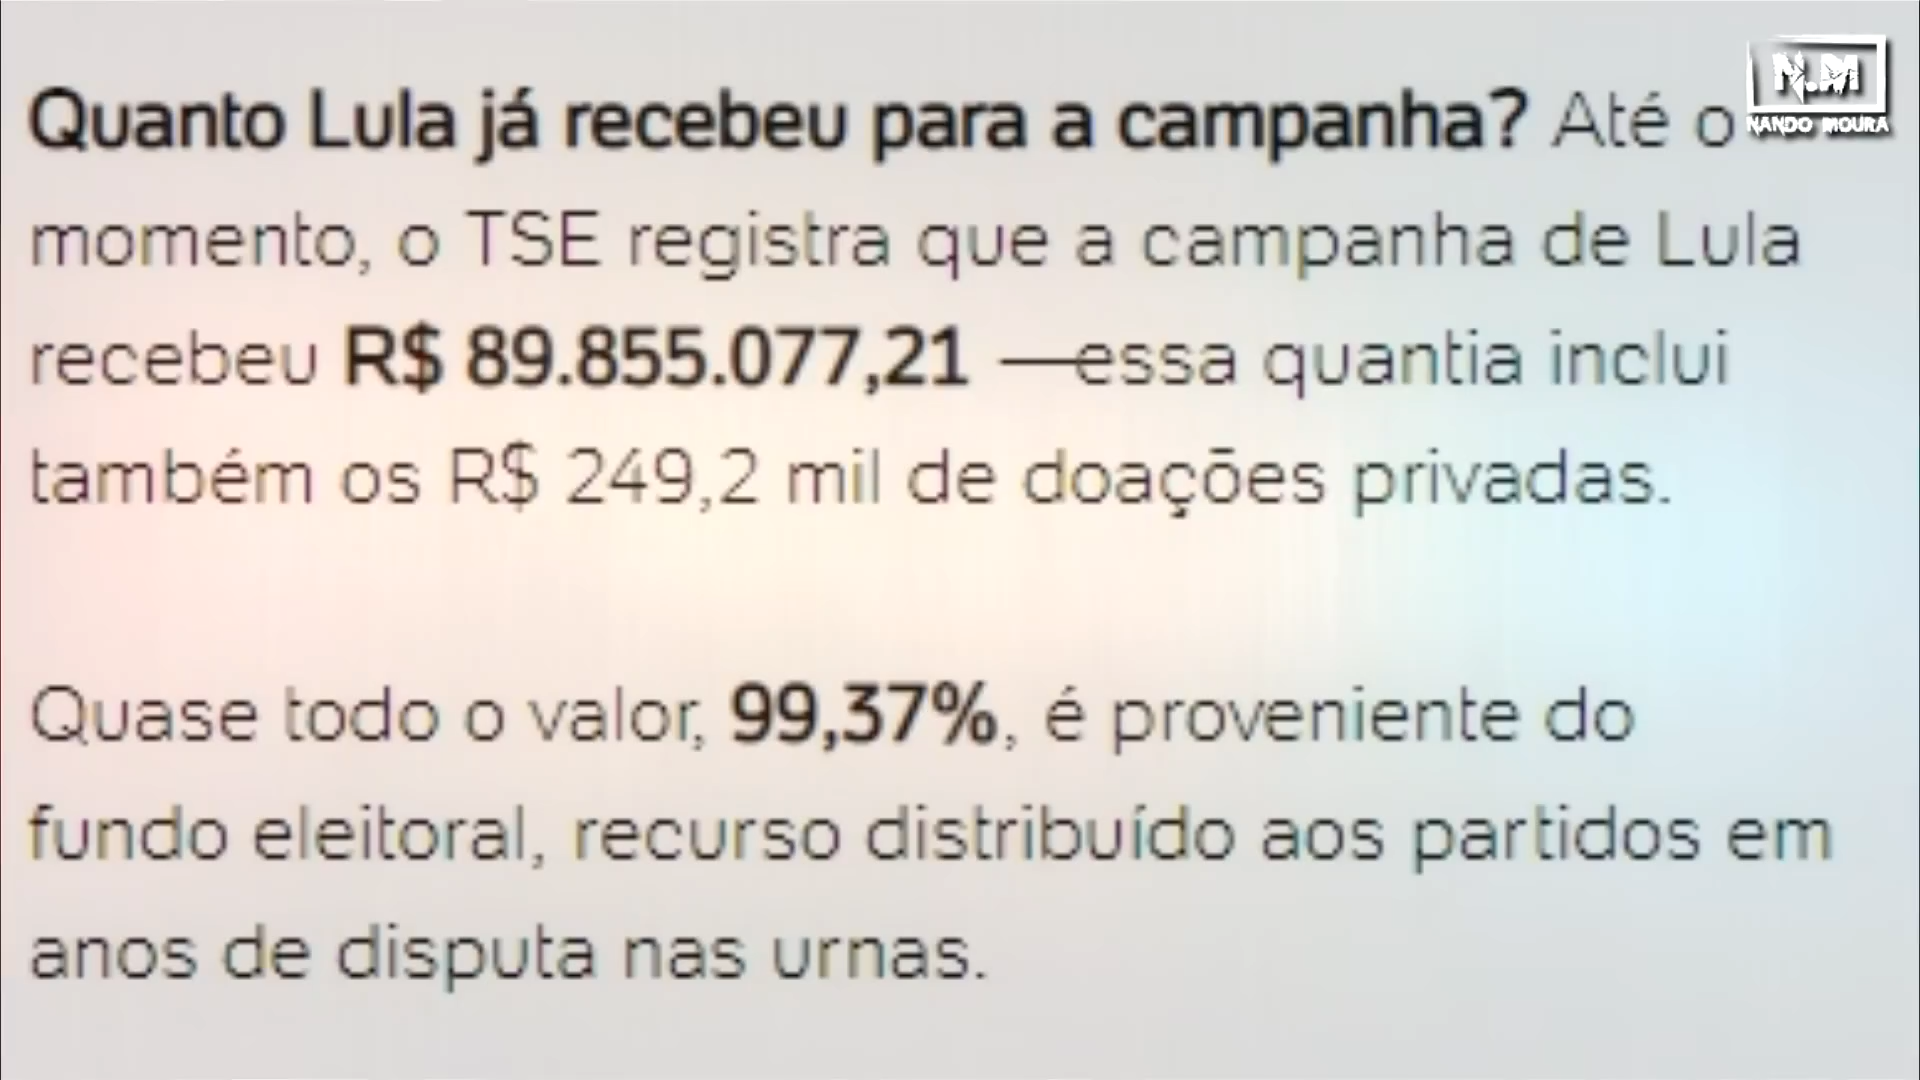 N.M
NANDO MOURA
Quanto Lula já recebeu para a campanha? Até o
momento, o TSE registra que a campanha de Lula
recebeu R$ 89.855.077,21 —essa quantia inclui
também os R$ 249,2 mil de doações privadas.
Quase todo o valor, 99,37%, é proveniente do
fundo eleitoral, recurso distribuído aos partidos em
anos de disputa nas urnas.